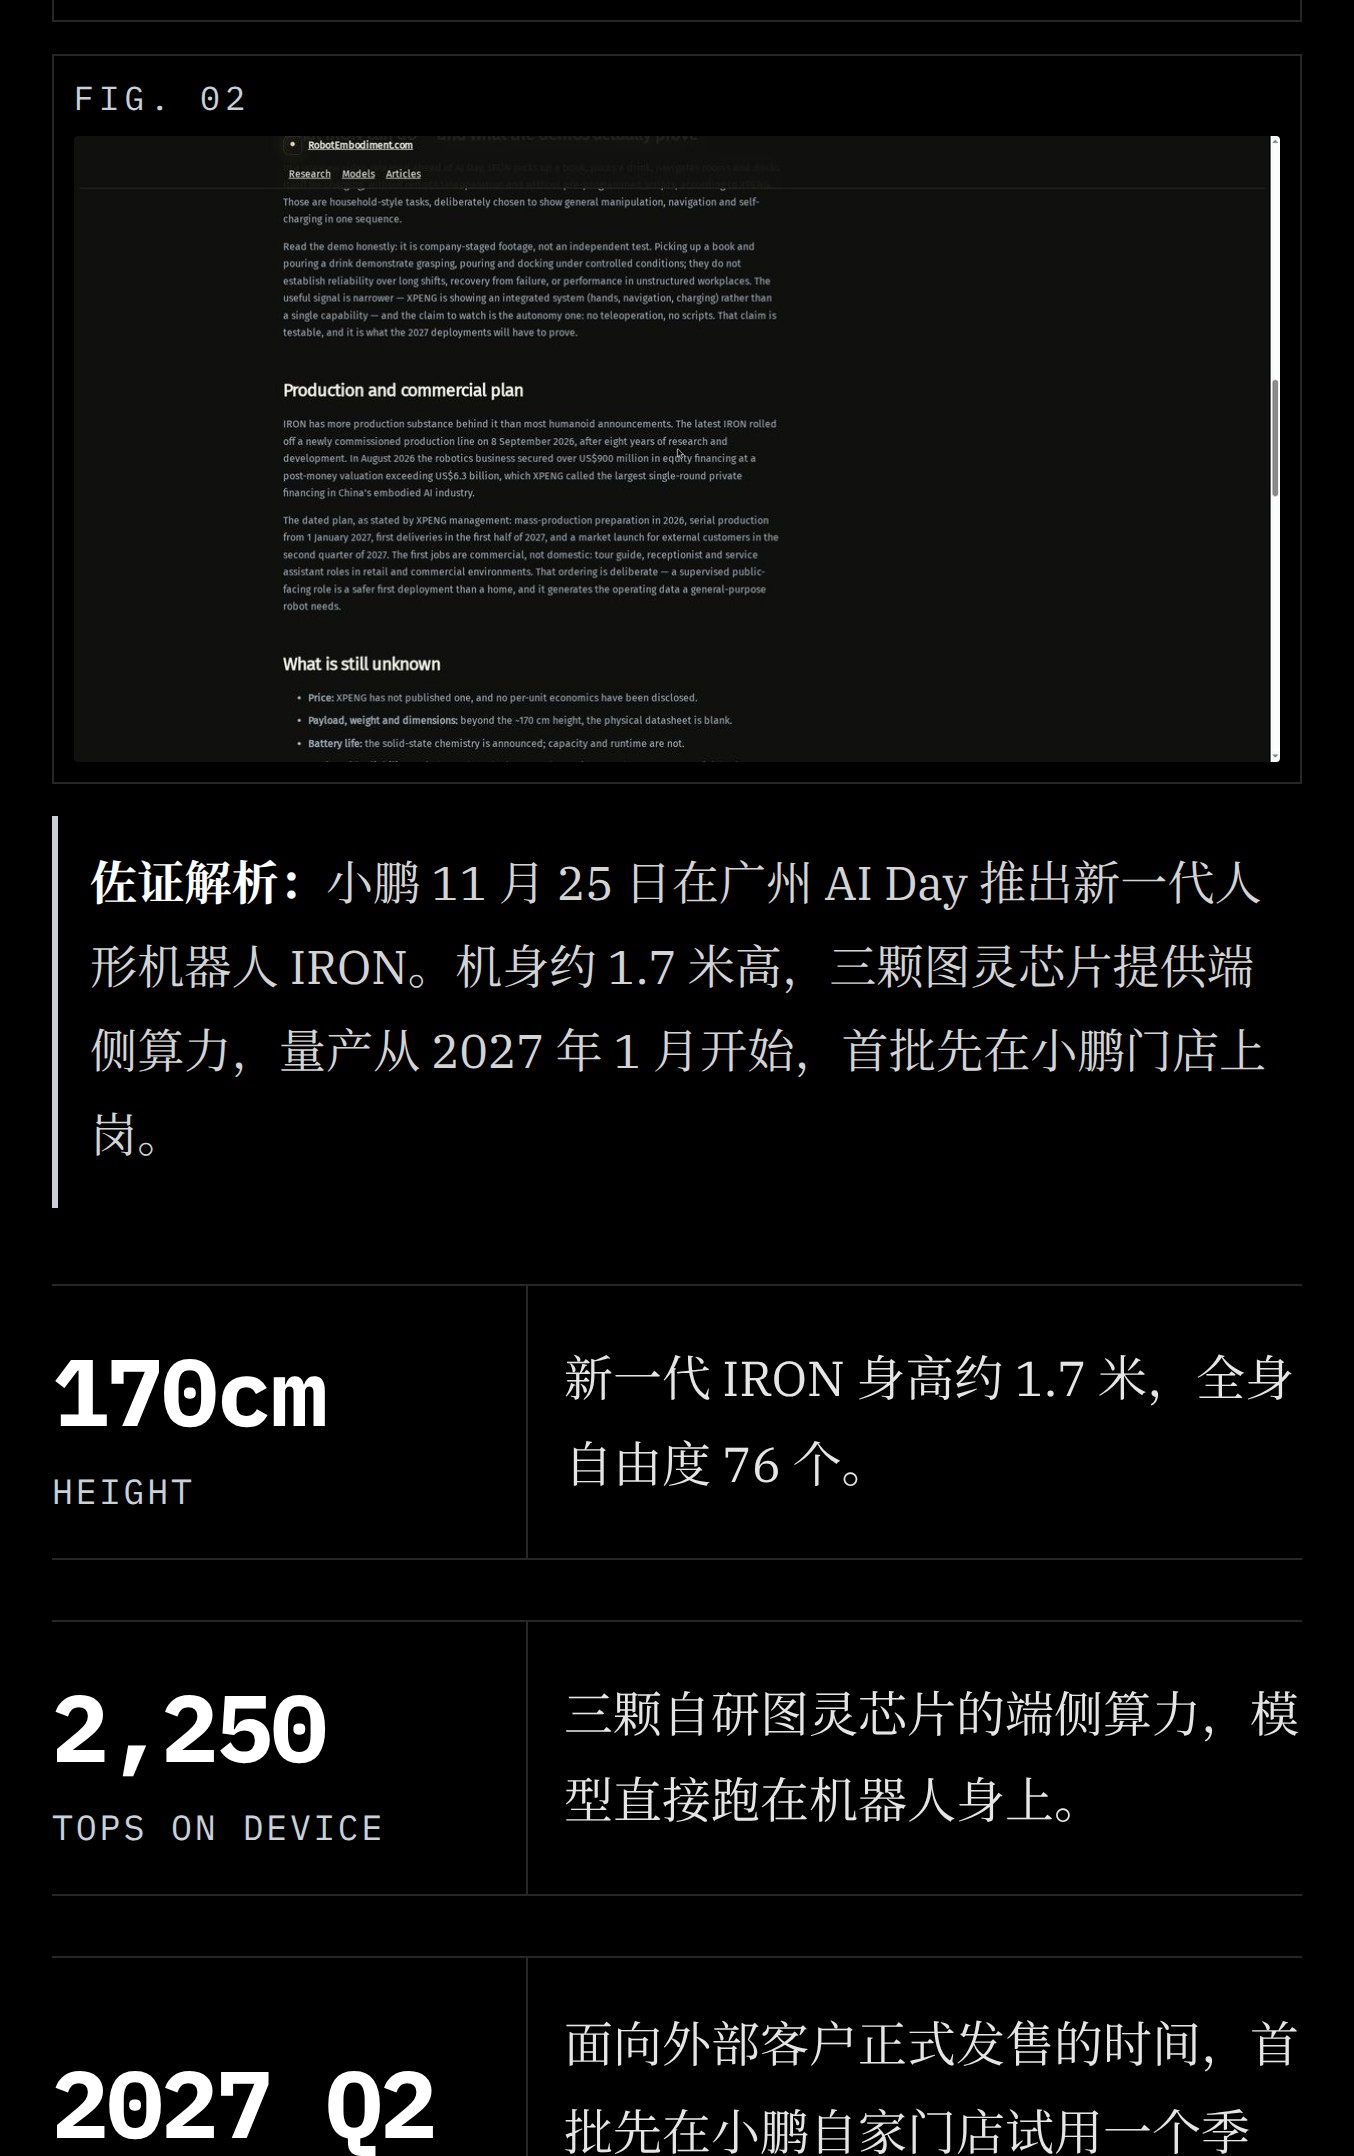 FIG. 02
RobotEmbodiment.com
Research Models Articles
Those are household-style tasks, deliberately chosen to show general manipulation, navigation and self-
charging in one sequence.
Read the demo honestly: it is company-staged footage, not an independent test. Picking up a book and
pouring a drink demonstrate grasping, pouring and docking under controlled conditions; they do not
establish reliability over long shifts, recovery from failure, or performance in unstructured workplaces. The
useful signal is narrower — XPENG is showing an integrated system (hands, navigation, charging) rather than
a single capability — and the claim to watch is the autonomy one: no teleoperation, no scripts. That claim is
testable, and it is what the 2027 deployments will have to prove.
Production and commercial plan
IRON has more production substance behind it than most humanoid announcements. The latest IRON rolled
off a newly commissioned production line on 8 September 2026, after eight years of research and
development. In August 2026 the robotics business secured over US$900 million in equity financing at a
post-money valuation exceeding US$6.3 billion, which XPENG called the largest single-round private
financing in China's embodied AI industry.
The dated plan, as stated by XPENG management: mass-production preparation in 2026, serial production
from 1 January 2027, first deliveries in the first half of 2027, and a market launch for external customers in the
second quarter of 2027. The first jobs are commercial, not domestic: tour guide, receptionist and service
assistant roles in retail and commercial environments. That ordering is deliberate — a supervised public-
facing role is a safer first deployment than a home, and it generates the operating data a general-purpose
robot needs.
What is still unknown
• Price: XPENG has not published one, and no per-unit economics have been disclosed.
• Payload, weight and dimensions: beyond the ~170 cm height, the physical datasheet is blank.
• Battery life: the solid-state chemistry is announced; capacity and runtime are not.
佐证解析：小鹏 11 月 25 日在广州 AI Day 推出新一代人
形机器人 IRON。机身约 1.7 米高，三颗图灵芯片提供端
侧算力，量产从 2027 年 1 月开始，首批先在小鹏门店上
岗。
170cm
HEIGHT
新一代 IRON 身高约 1.7 米，全身
自由度 76 个。
2,250
TOPS ON DEVICE
三颗自研图灵芯片的端侧算力，模
型直接跑在机器人身上。
2027 Q2
面向外部客户正式发售的时间，首
批先在小鹏自家门店试用一个季